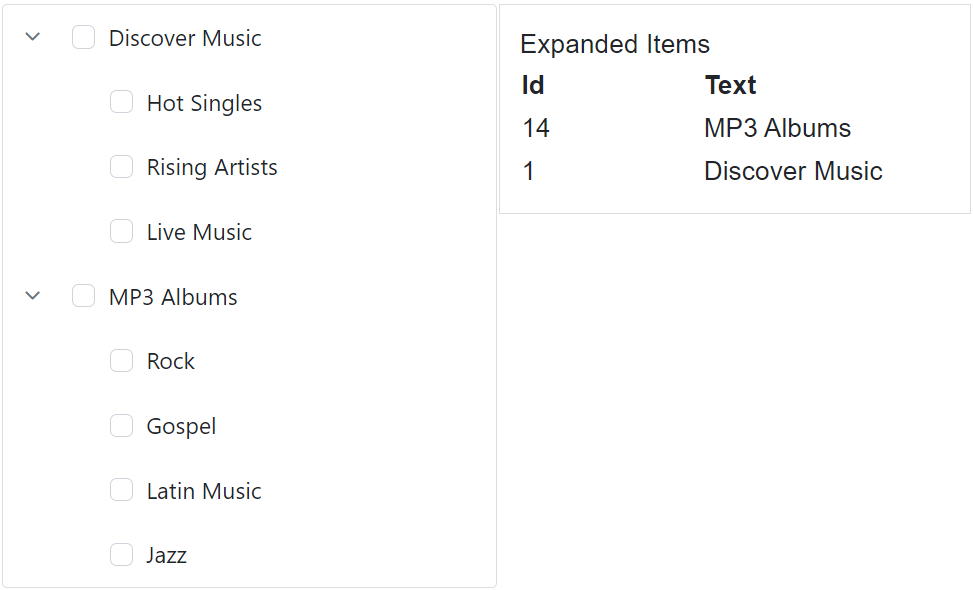 Discover Music
Hot Singles
Rising Artists
Live Music
MP3 Albums
Rock
Gospel
Latin Music
Jazz
Expanded Items
Id Text
14 MP3 Albums
1 Discover Music